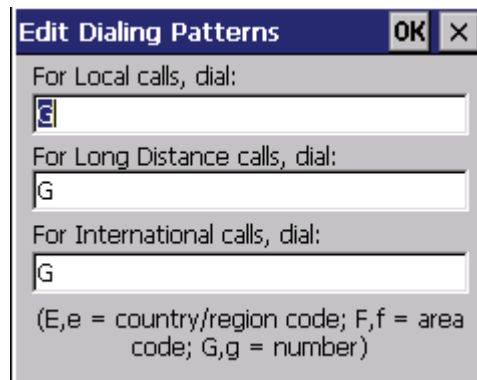 Edit Dialing Patterns OK ×
For Local calls, dial:
G
For Long Distance calls, dial:
G
For International calls, dial:
G
(E,e = country/region code; F,f = area
code; G,g = number)